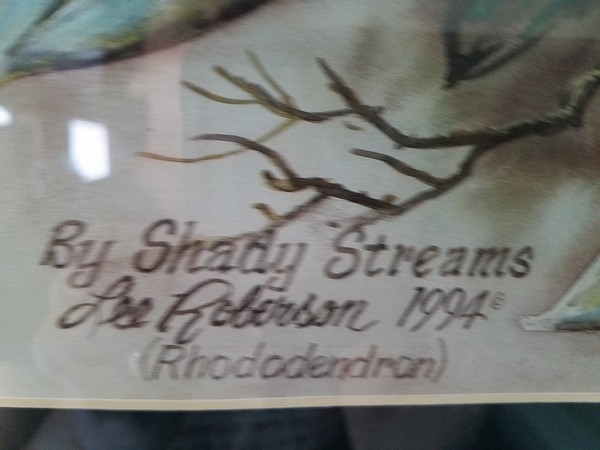 By Shady Streams
Lee Roberson 1994©
(Rhododendron)